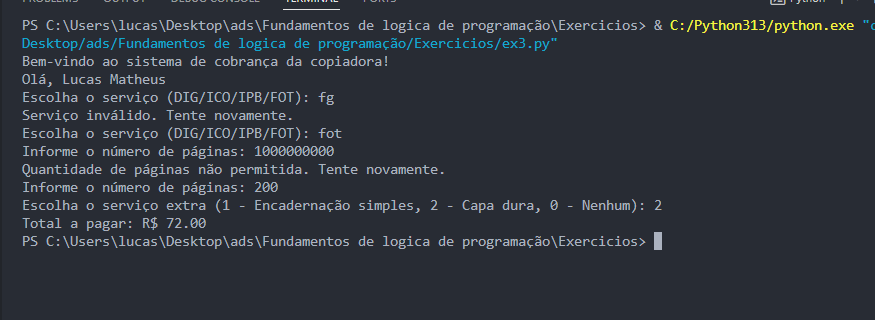 Python
PS C:\Users\lucas\Desktop\ads\Fundamentos de logica de programação\Exercicios> & C:/Python313/python.exe "c
Desktop/ads/Fundamentos de logica de programação/Exercicios/ex3.py"
Bem-vindo ao sistema de cobrança da copiadora!
Olá, Lucas Matheus
Escolha o serviço (DIG/ICO/IPB/FOT): fg
Serviço inválido. Tente novamente.
Escolha o serviço (DIG/ICO/IPB/FOT): fot
Informe o número de páginas: 1000000000
Quantidade de páginas não permitida. Tente novamente.
Informe o número de páginas: 200
Escolha o serviço extra (1 - Encadernação simples, 2 - Capa dura, 0 - Nenhum): 2
Total a pagar: R$ 72.00
PS C:\Users\lucas\Desktop\ads\Fundamentos de logica de programação\Exercicios>